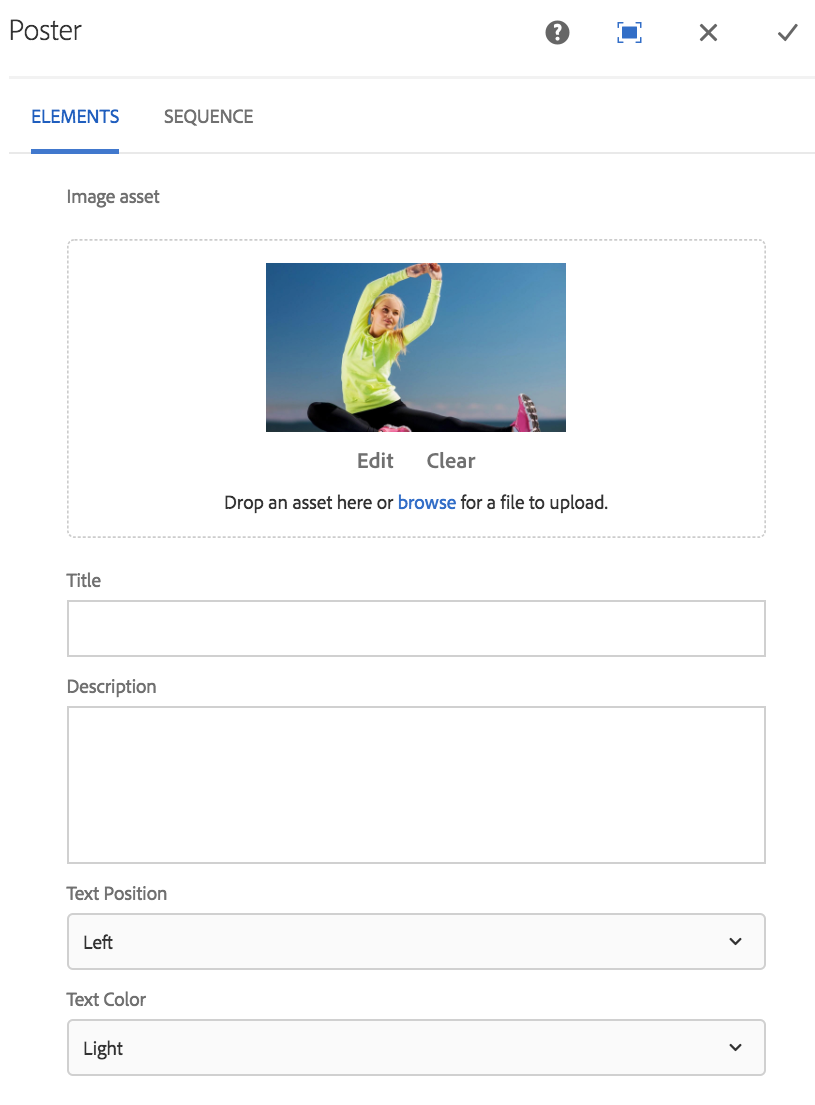 Poster
ELEMENTS SEQUENCE
Image asset
Edit Clear
Drop an asset here or browse for a file to upload.
Title
Description
Text Position
Left
Text Color
Light